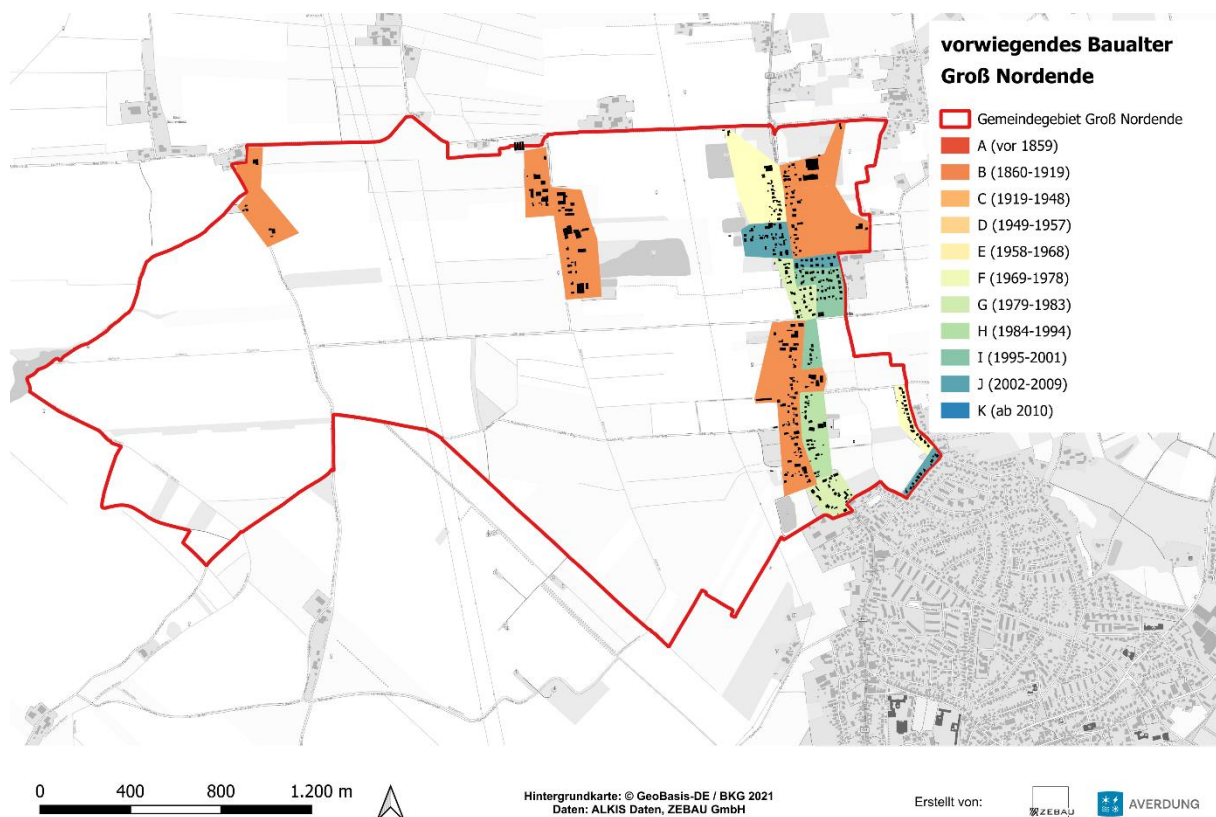 vorwiegendes Baualter
Groß Nordende
Gemeindegebiet Groß Nordende
A (vor 1859)
B (1860-1919)
C (1919-1948)
D (1949-1957)
E (1958-1968)
F (1969-1978)
G (1979-1983)
H (1984-1994)
I (1995-2001)
J (2002-2009)
K (ab 2010)
0 400 800 1.200 m
Hintergrundkarte: © GeoBasis-DE / BKG 2021
Daten: ALKIS Daten, ZEBAU GmbH
Erstellt von:
ZEBAU
AVERDUNG